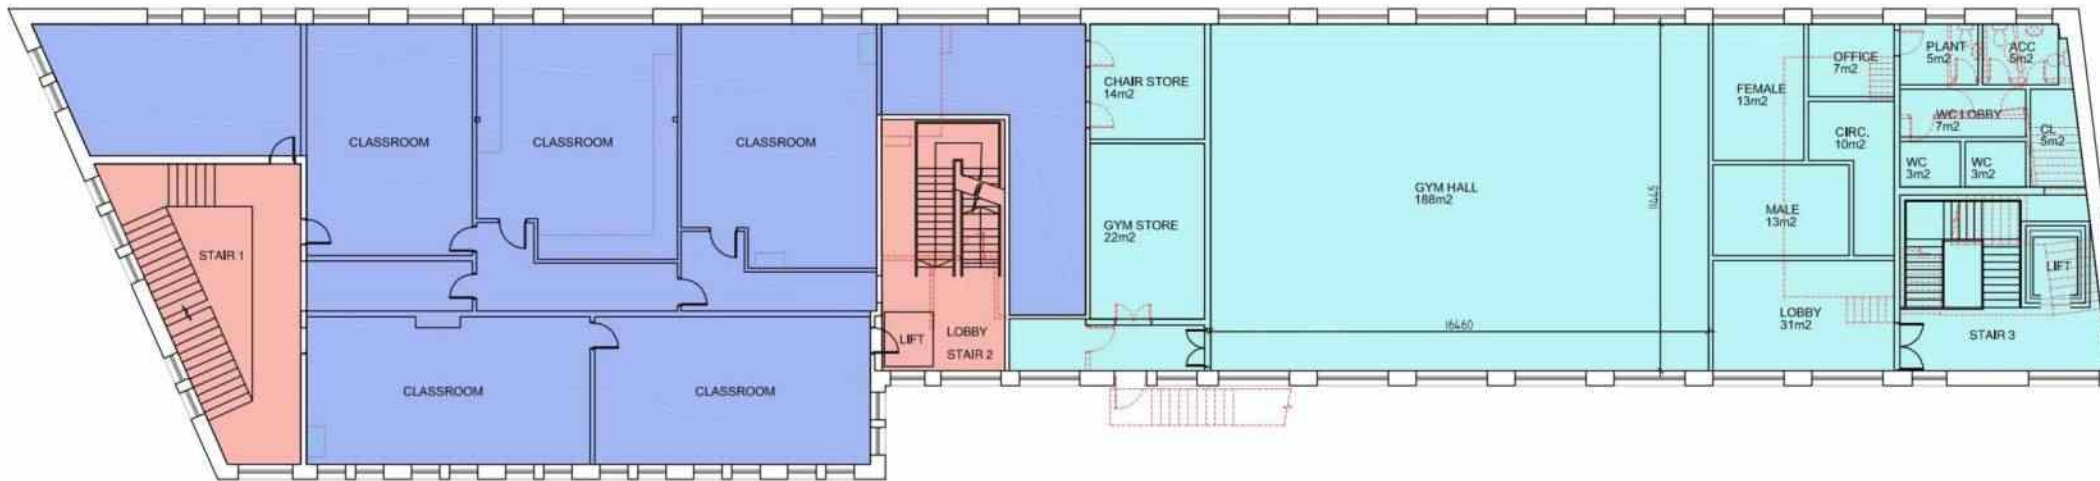 CLASSROOM
CLASSROOM
CLASSROOM
CHAIR STORE
14m2
GYM STORE
22m2
GYM HALL
188m2
11445
16460
FEMALE
13m2
OFFICE
7m2
CIRC.
10m2
MALE
13m2
LOBBY
31m2
PLANT
5m2
ACC
5m2
WC LOBBY
7m2
CL
5m2
WC
3m2
WC
3m2
LIFT
STAIR 3
STAIR 1
LIFT
LOBBY
STAIR 2
CLASSROOM
CLASSROOM